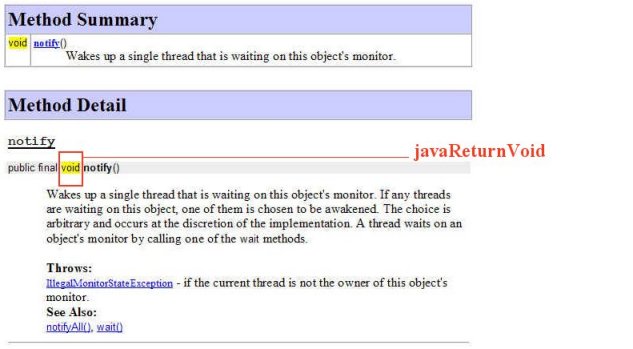 Method Summary
void notify()
Wakes up a single thread that is waiting on this object's monitor.
Method Detail
notify
javaReturnVoid
public final void notify()
Wakes up a single thread that is waiting on this object's monitor. If any threads
are waiting on this object, one of them is chosen to be awakened. The choice is
arbitrary and occurs at the discretion of the implementation. A thread waits on an
object's monitor by calling one of the wait methods.
Throws:
IllegalMonitorStateException - if the current thread is not the owner of this object's
monitor.
See Also:
notifyAll(), wait()